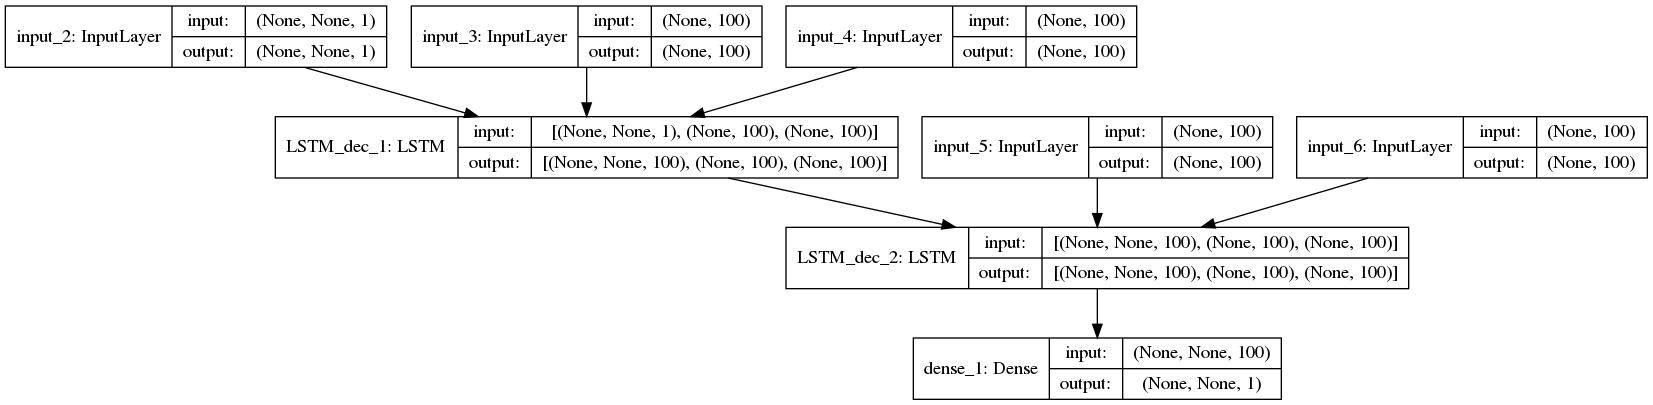 input_2: InputLayer
input: (None, None, 1)
output: (None, None, 1)
input_3: InputLayer
input: (None, 100)
output: (None, 100)
input_4: InputLayer
input: (None, 100)
output: (None, 100)
LSTM_dec_1: LSTM
input: [(None, None, 1), (None, 100), (None, 100)]
output: [(None, None, 100), (None, 100), (None, 100)]
input_5: InputLayer
input: (None, 100)
output: (None, 100)
input_6: InputLayer
input: (None, 100)
output: (None, 100)
LSTM_dec_2: LSTM
input: [(None, None, 100), (None, 100), (None, 100)]
output: [(None, None, 100), (None, 100), (None, 100)]
dense_1: Dense
input: (None, None, 100)
output: (None, None, 1)